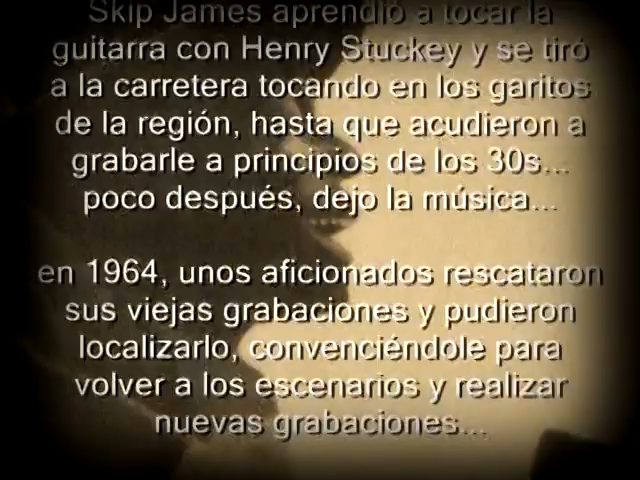 Skip James aprendió a tocar la
guitarra con Henry Stuckey y se tiró
a la carretera tocando en los garitos
de la región, hasta que acudieron a
grabarle a principios de los 30s...
poco después, dejo la música...
en 1964, unos aficionados rescataron
sus viejas grabaciones y pudieron
localizarlo, convenciéndole para
volver a los escenarios y realizar
nuevas grabaciones...